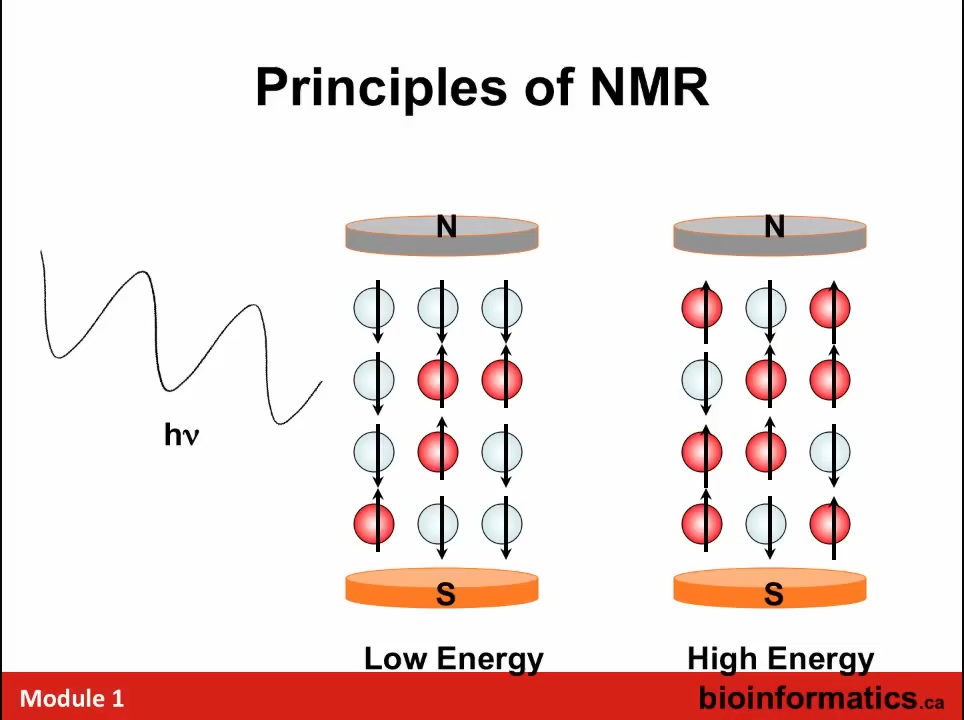 Principles of NMR
N
N
hν
S
S
Low Energy
High Energy
Module 1
bioinformatics.ca